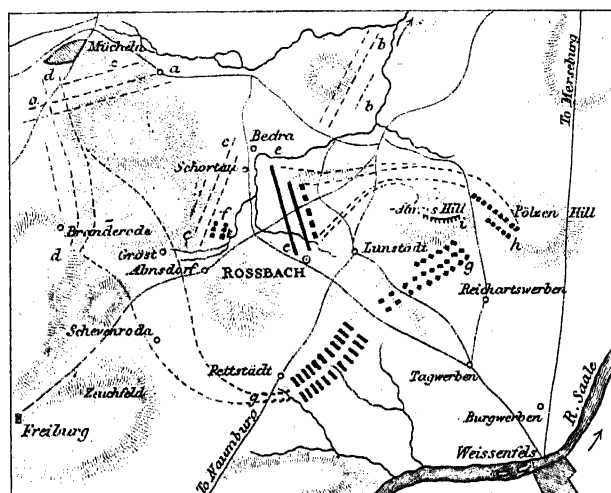 Mücheln
To Merseburg
d
c
a
b
a
b
c
Bedra
e
Schortau
f
Hill
i
Pölzen Hill
h
Branderoda
c
d
Gröst
e
Lunstädt
g
Almsdorf
ROSSBACH
Reichartswerben
Schevenroda
Pettstädt
Tagwerben
Zeuchfeld
g
Burgwerben
R. Saale
Freiburg
To Naumburg
Weissenfels